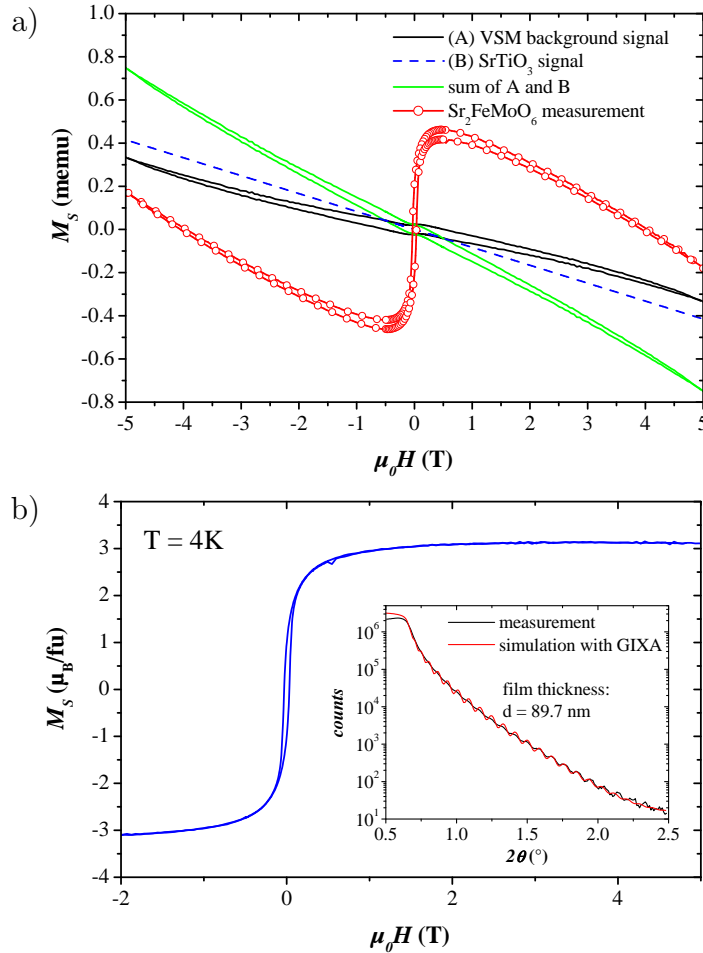 a)
1.0
0.8
0.6
0.4
0.2
0.0
-0.2
-0.4
-0.6
-0.8
M_S (memu)
(A) VSM background signal
(B) SrTiO3 signal
sum of A and B
Sr2FeMoO6 measurement
-5 -4 -3 -2 -1 0 1 2 3 4 5
μ0H (T)
b)
4
3
2
1
0
-1
-2
-3
-4
M_S (μB/fu)
T = 4K
-2 0 2 4
μ0H (T)
10^6
10^5
10^4
10^3
10^2
10^1
counts
measurement
simulation with GIXA
film thickness:
d = 89.7 nm
0.5 1.0 1.5 2.0 2.5
2θ (°)